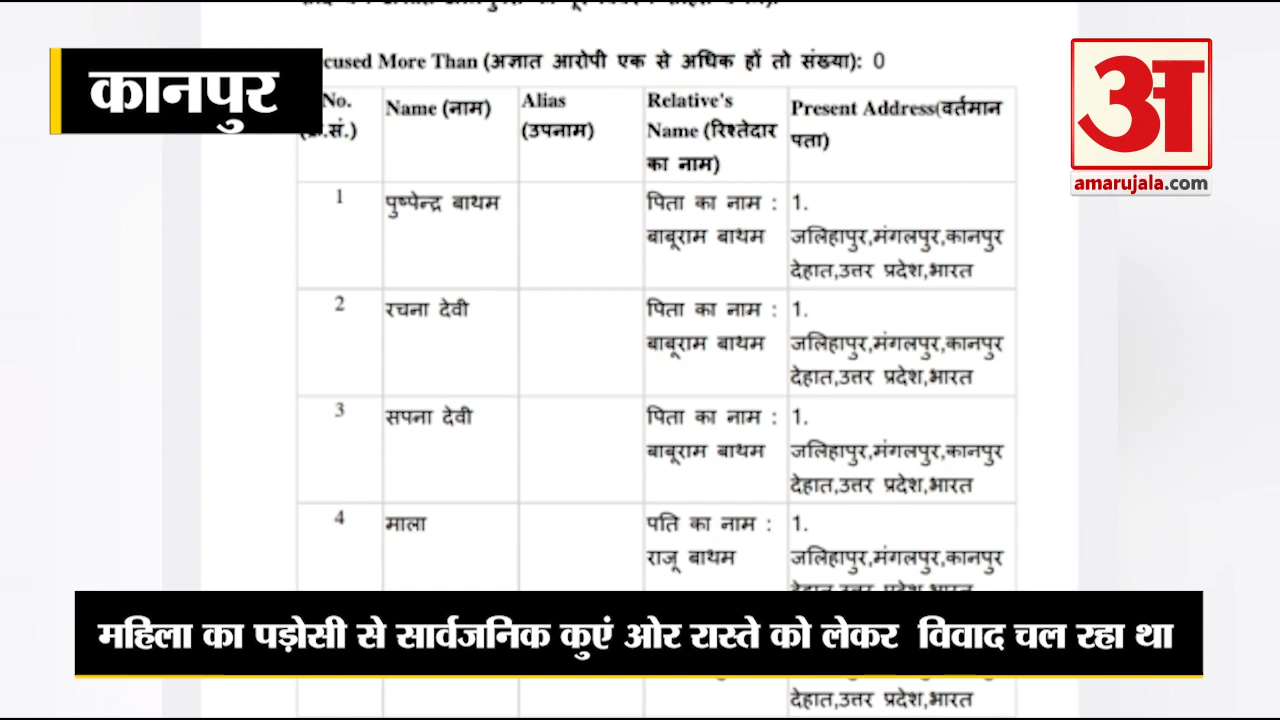 कानपुर
cused More Than (अज्ञात आरोपी एक से अधिक हों तो संख्या): 0
No.
.सं.)
Name (नाम)
Alias
(उपनाम)
Relative's
Name (रिश्तेदार
का नाम)
Present Address(वर्तमान
पता)
1
पुष्पेन्द्र बाथम
पिता का नाम :
बाबूराम बाथम
1.
जलिहापुर,मंगलपुर,कानपुर
देहात,उत्तर प्रदेश,भारत
2
रचना देवी
पिता का नाम :
बाबूराम बाथम
1.
जलिहापुर,मंगलपुर,कानपुर
देहात,उत्तर प्रदेश,भारत
3
सपना देवी
पिता का नाम :
बाबूराम बाथम
1.
जलिहापुर,मंगलपुर,कानपुर
देहात,उत्तर प्रदेश,भारत
4
माला
पति का नाम :
राजू बाथम
1.
जलिहापुर,मंगलपुर,कानपुर
महिला का पड़ोसी से सार्वजनिक कुएं ओर रास्ते को लेकर विवाद चल रहा था
देहात,उत्तर प्रदेश,भारत
अ
amarujala.com